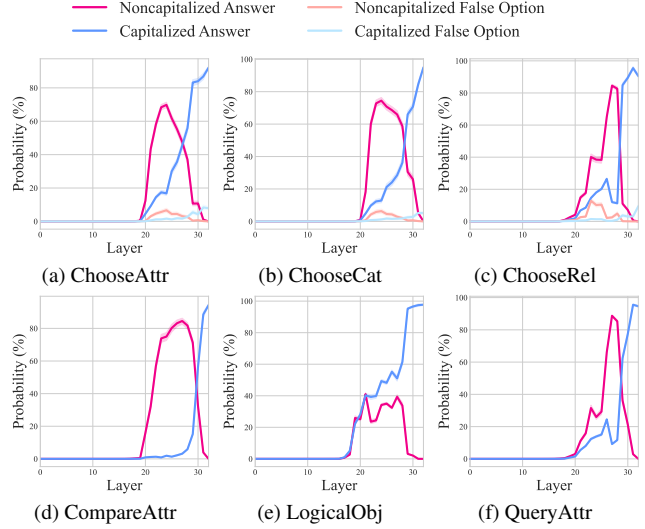 Noncapitalized Answer Noncapitalized False Option
Capitalized Answer Capitalized False Option
Probability (%) Probability (%) Probability (%)
80 100 100
60 80 80
40 60 60
20 40 40
0 20 20
0 0
0 10 20 30 0 10 20 30 0 10 20 30
Layer Layer Layer
(a) ChooseAttr (b) ChooseCat (c) ChooseRel
Probability (%) Probability (%) Probability (%)
80 100 100
60 80 80
40 60 60
20 40 40
0 20 20
0 0
0 10 20 30 0 10 20 30 0 10 20 30
Layer Layer Layer
(d) CompareAttr (e) LogicalObj (f) QueryAttr